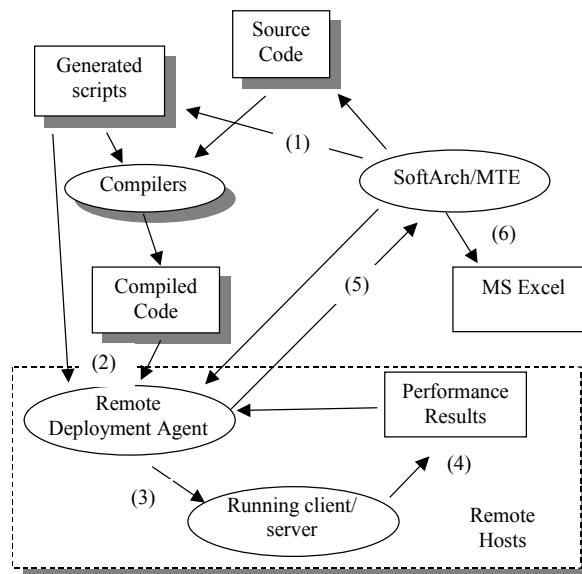 Source
Code
Generated
scripts
(1)
Compilers
SoftArch/MTE
(6)
Compiled
Code
(5)
MS Excel
(2)
Remote
Deployment Agent
Performance
Results
(3)
(4)
Running client/
server
Remote
Hosts